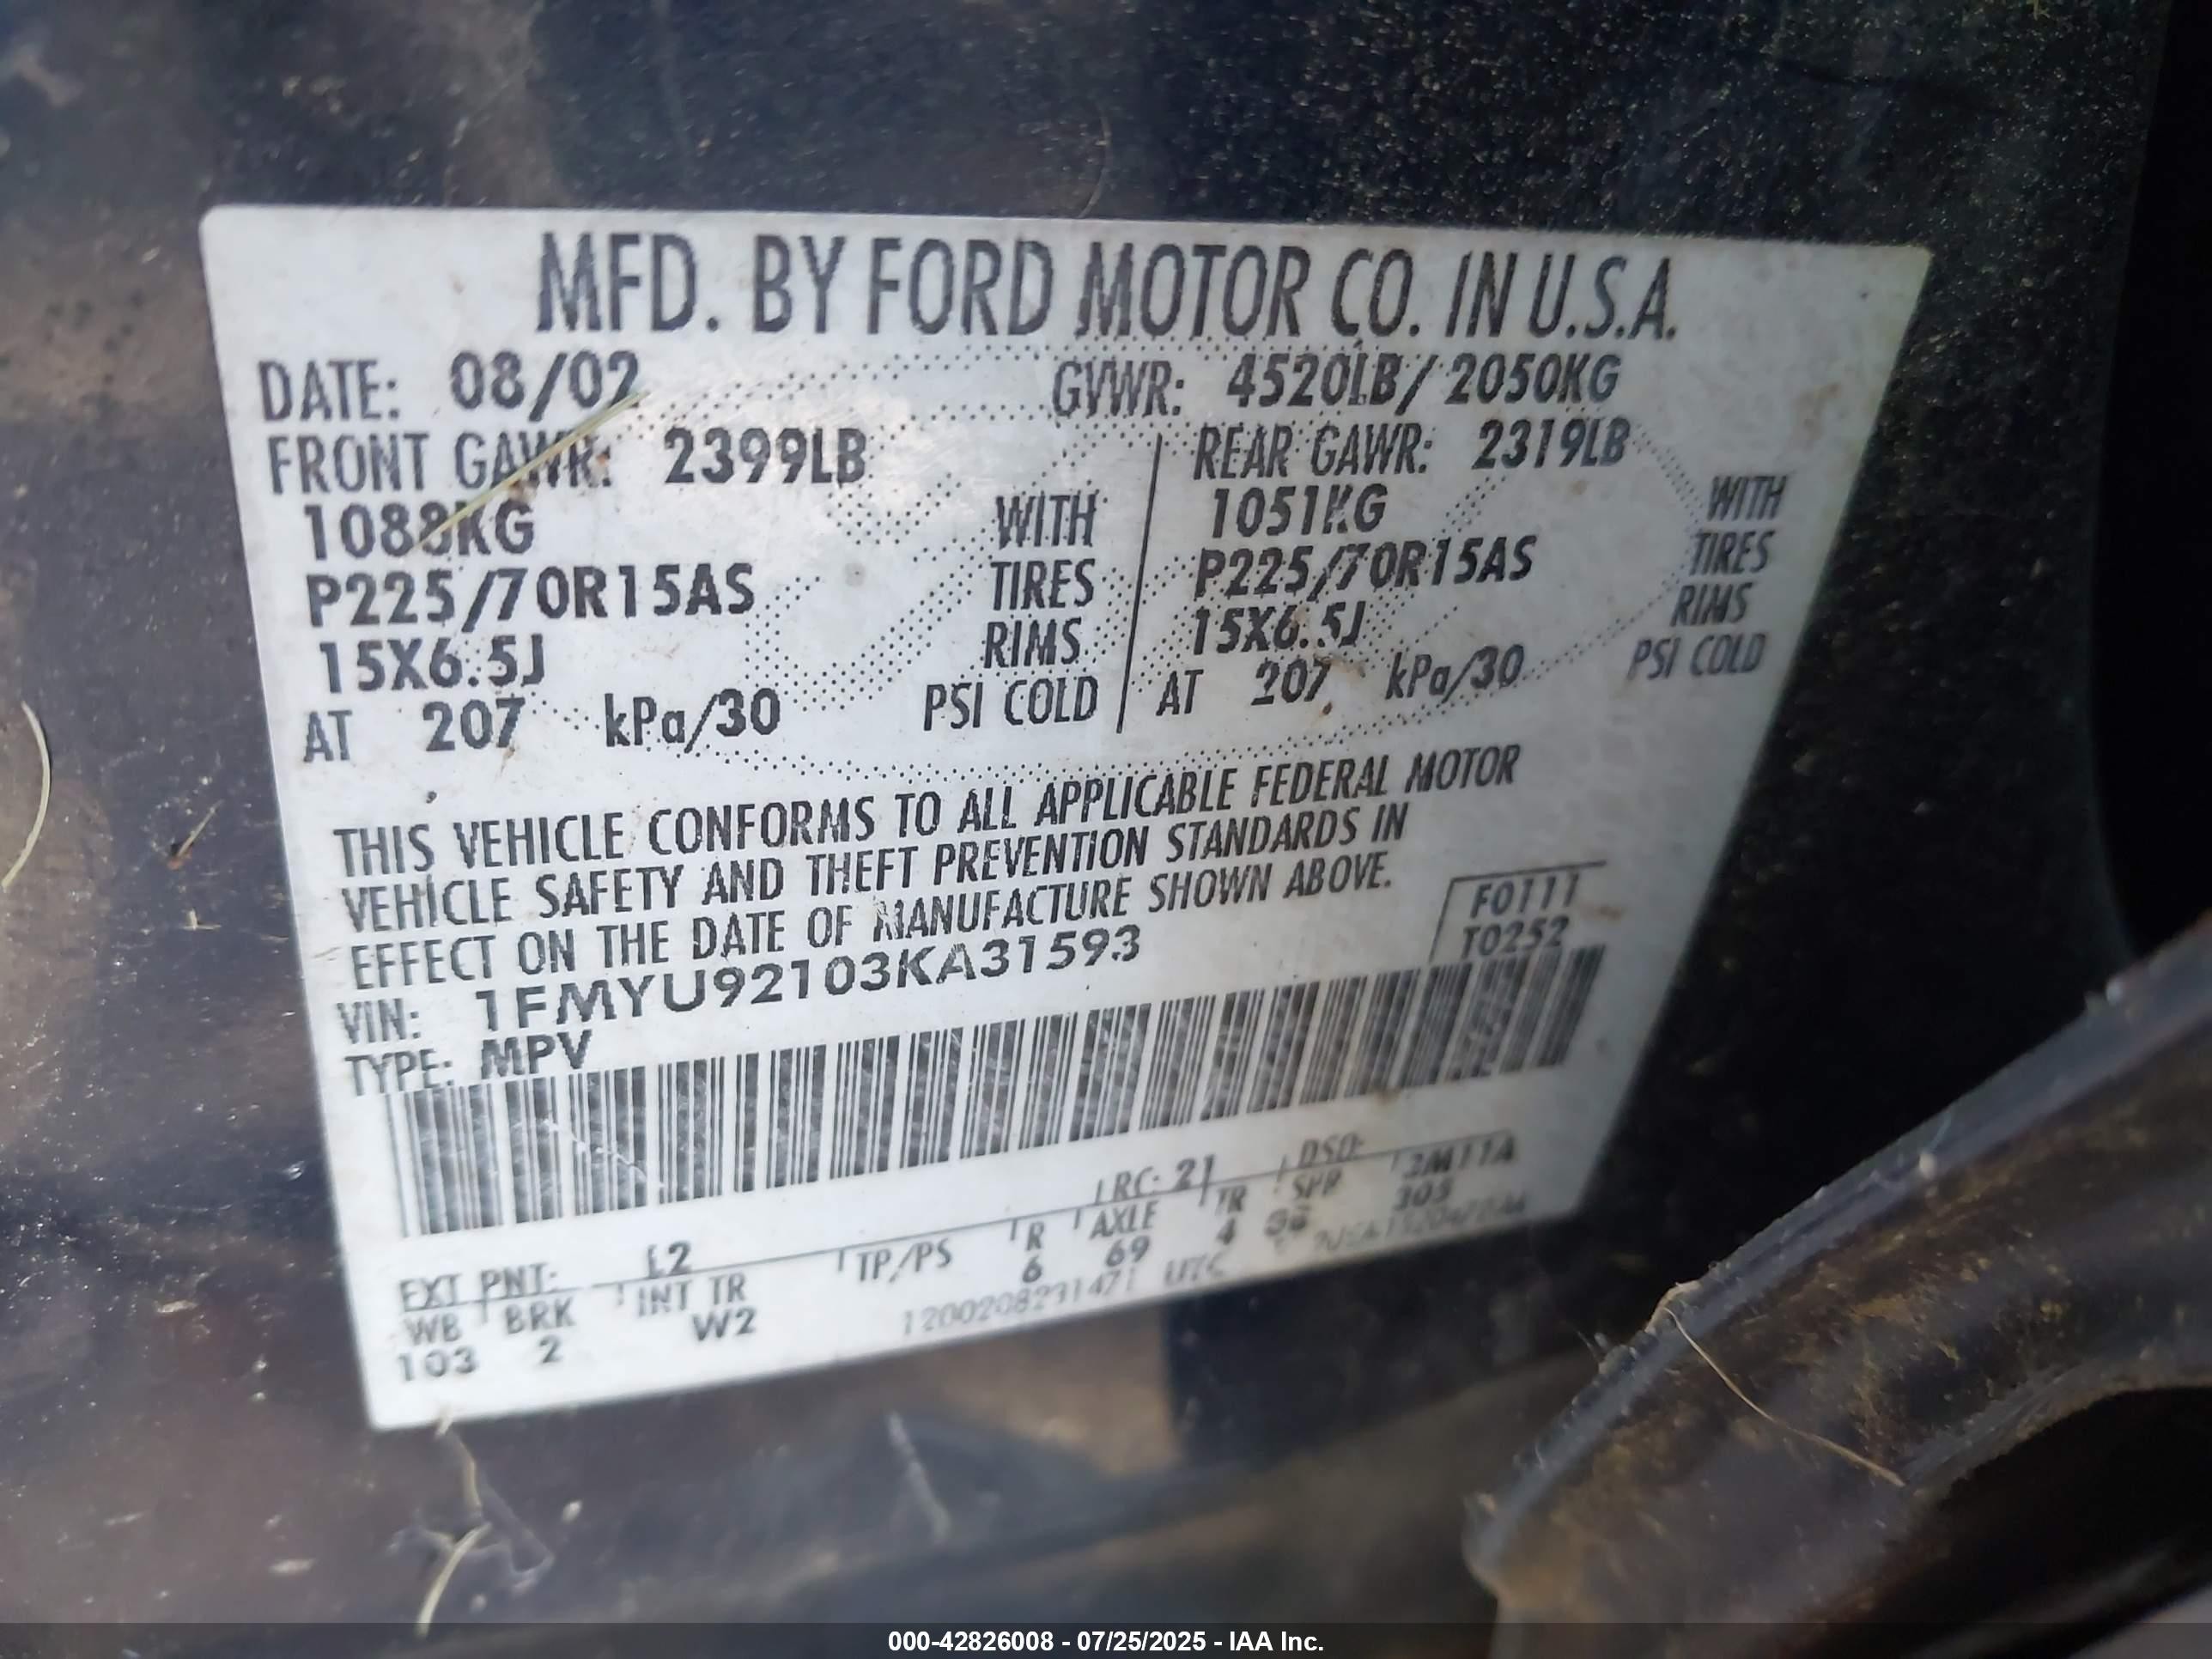 MFD. BY FORD MOTOR CO. IN U.S.A.
DATE: 08/02 GVWR: 4520LB/ 2050KG
FRONT GAWR: 2399LB REAR GAWR: 2319LB
1088KG WITH 1051KG WITH
P225/70R15AS TIRES P225/70R15AS TIRES
15X6.5J RIMS 15X6.5J RIMS
AT 207 kPa/30 PSI COLD AT 207 kPa/30 PSI COLD
THIS VEHICLE CONFORMS TO ALL APPLICABLE FEDERAL MOTOR
VEHICLE SAFETY AND THEFT PREVENTION STANDARDS IN
EFFECT ON THE DATE OF MANUFACTURE SHOWN ABOVE.
F0111
T0252
VIN: 1FMYU92103KA31593
TYPE: MPV
EXT PNT: L2 RC: 21 DSO:
WB BRK INT TR TP/PS R AXLE TR SPR
103 2 W2 6 69 4 305
000-42826008 - 07/25/2025 - IAA Inc.